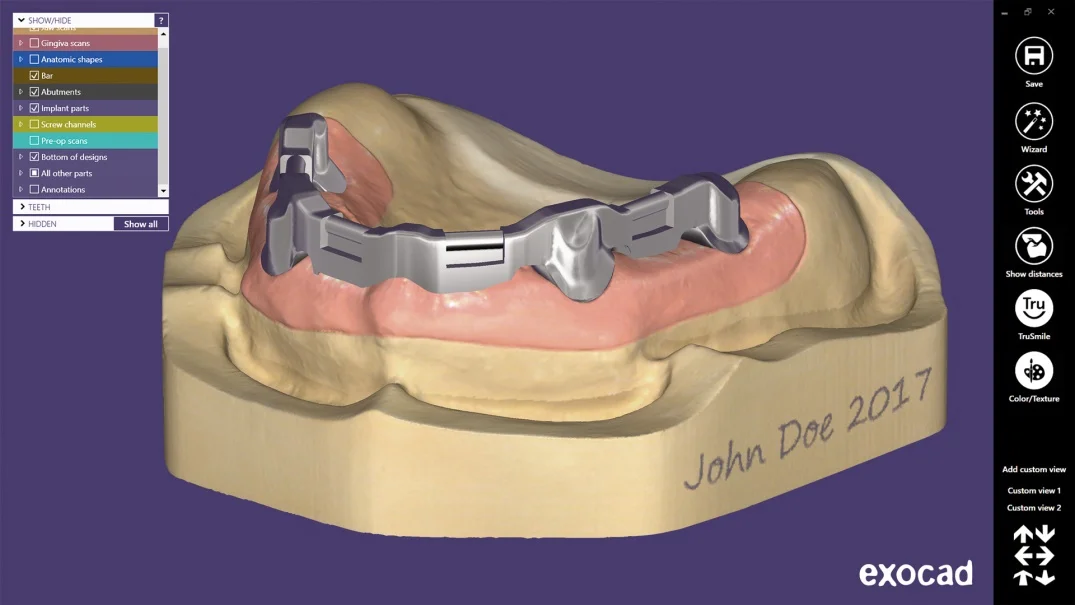 SHOW/HIDE
?
Jaw scans
Gingiva scans
Anatomic shapes
Bar
Abutments
Implant parts
Screw channels
Pre-op scans
Bottom of designs
All other parts
Annotations
TEETH
HIDDEN
Show all
Save
Wizard
Tools
Show distances
Tru
TruSmile
Color/Texture
Add custom view
Custom view 1
Custom view 2
John Doe 2017
exocad